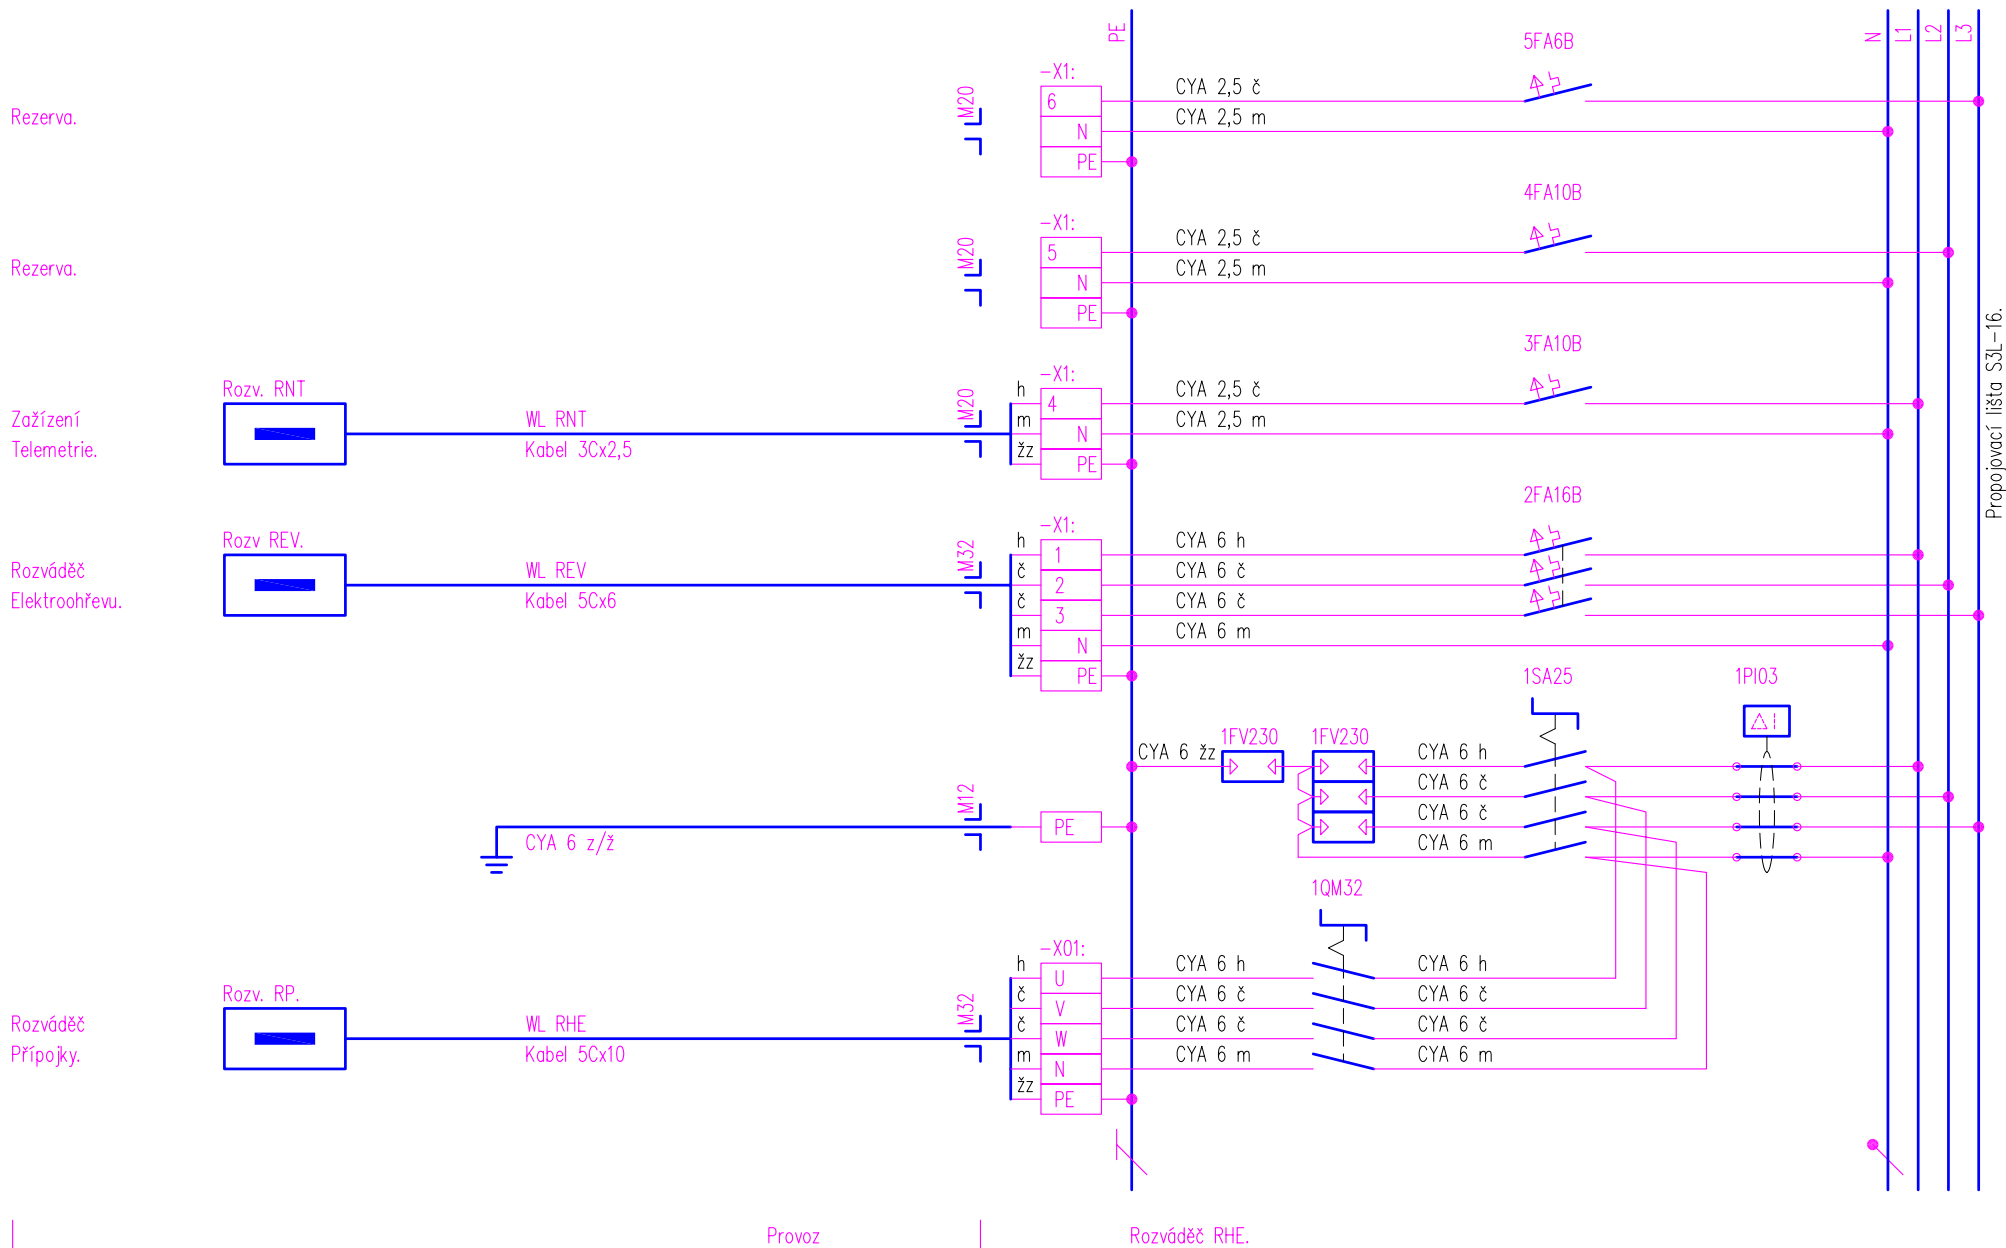 PE
N
L1
L2
L3
5FA6B
-X1:
M20
6
CYA 2,5 č
Rezerva.
CYA 2,5 m
N
PE
4FA10B
-X1:
M20
5
CYA 2,5 č
Rezerva.
CYA 2,5 m
N
PE
Propojovací lišta S3L-16.
3FA10B
Rozv. RNT
-X1:
M20
h
4
CYA 2,5 č
Zažízení
Telemetrie.
WL RNT
Kabel 3Cx2,5
m
N
CYA 2,5 m
žz
PE
2FA16B
Rozv REV.
-X1:
M32
h
1
CYA 6 h
Rozváděč
Elektroohřevu.
WL REV
Kabel 5Cx6
č
2
CYA 6 č
č
3
CYA 6 č
m
N
CYA 6 m
žz
PE
1SA25
1PI03
1FV230
1FV230
CYA 6 žz
CYA 6 h
CYA 6 č
CYA 6 č
CYA 6 m
M12
PE
CYA 6 z/ž
1QM32
-X01:
Rozv. RP.
M32
h
U
CYA 6 h
CYA 6 h
Rozváděč
Přípojky.
WL RHE
Kabel 5Cx10
č
V
CYA 6 č
CYA 6 č
č
W
CYA 6 č
CYA 6 č
m
N
CYA 6 m
CYA 6 m
žz
PE
Provoz
Rozváděč RHE.